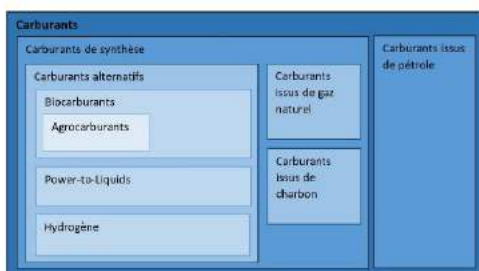 Carburants
Carburants de synthèse
Carburants alternatifs
Biocarburants
Agrocarburants
Power-to-Liquids
Hydrogène
Carburants
issus de gaz
naturel
Carburants
issus de
charbon
Carburants issus
de pétrole